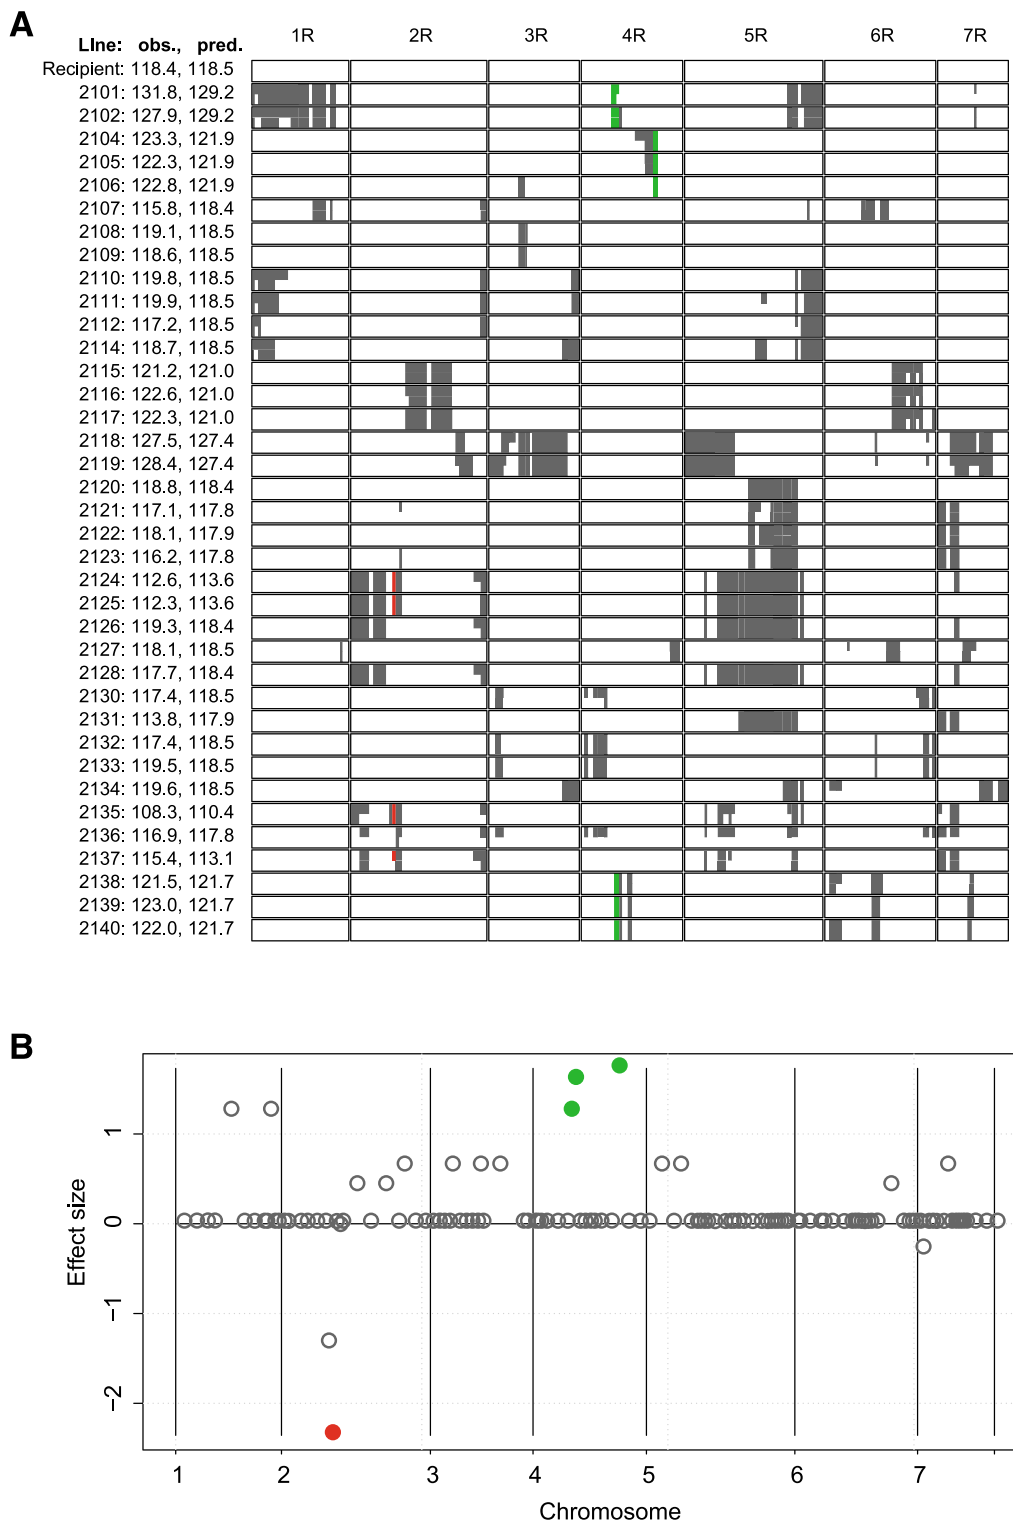 A
1R 2R 3R 4R 5R 6R 7R
LIne: obs., pred.
Recipient: 118.4, 118.5
2101: 131.8, 129.2
2102: 127.9, 129.2
2104: 123.3, 121.9
2105: 122.3, 121.9
2106: 122.8, 121.9
2107: 115.8, 118.4
2108: 119.1, 118.5
2109: 118.6, 118.5
2110: 119.8, 118.5
2111: 119.9, 118.5
2112: 117.2, 118.5
2114: 118.7, 118.5
2115: 121.2, 121.0
2116: 122.6, 121.0
2117: 122.3, 121.0
2118: 127.5, 127.4
2119: 128.4, 127.4
2120: 118.8, 118.4
2121: 117.1, 117.8
2122: 118.1, 117.9
2123: 116.2, 117.8
2124: 112.6, 113.6
2125: 112.3, 113.6
2126: 119.3, 118.4
2127: 118.1, 118.5
2128: 117.7, 118.4
2130: 117.4, 118.5
2131: 113.8, 117.9
2132: 117.4, 118.5
2133: 119.5, 118.5
2134: 119.6, 118.5
2135: 108.3, 110.4
2136: 116.9, 117.8
2137: 115.4, 113.1
2138: 121.5, 121.7
2139: 123.0, 121.7
2140: 122.0, 121.7
B
Effect size
1
0
−1
−2
1 2 3 4 5 6 7
Chromosome